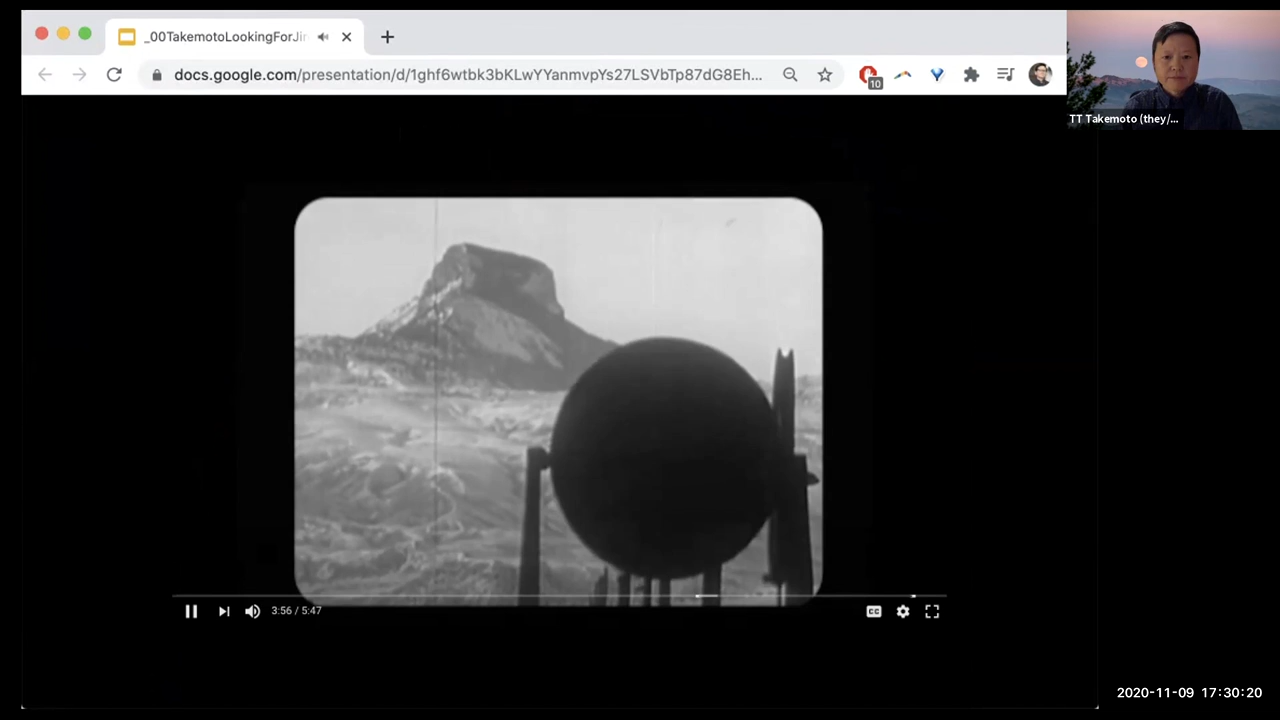 _00TakemotoLookingForJi
docs.google.com/presentation/d/1ghf6wtbk3bKLwYYanmvpYs27LSVbTp87dG8Eh...
10
TT Takemoto (they/...
3:56 / 5:47
CC
2020-11-09 17:30:20